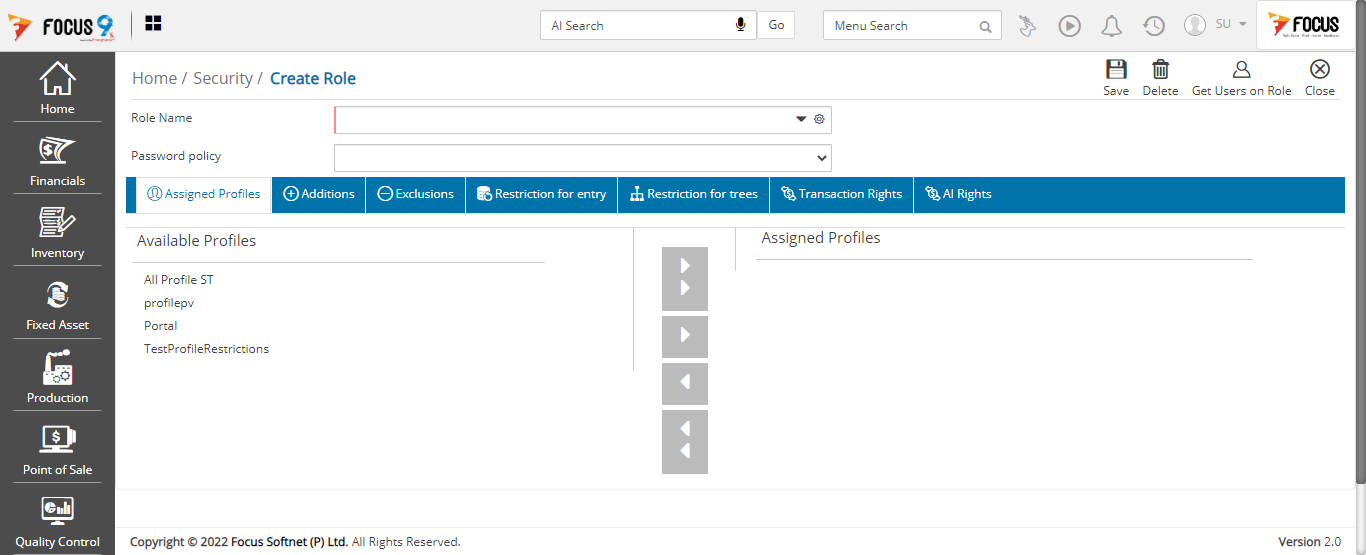 FOCUS 9
AI Search
Go
Menu Search
SU
FOCUS
Home / Security / Create Role
Save
Delete
Get Users on Role
Close
Home
Financials
Inventory
Fixed Asset
Production
Point of Sale
Quality Control
Role Name
Password policy
Assigned Profiles
Additions
Exclusions
Restriction for entry
Restriction for trees
Transaction Rights
AI Rights
Available Profiles
All Profile ST
profilepv
Portal
TestProfileRestrictions
Assigned Profiles
Copyright © 2022 Focus Softnet (P) Ltd. All Rights Reserved.
Version 2.0